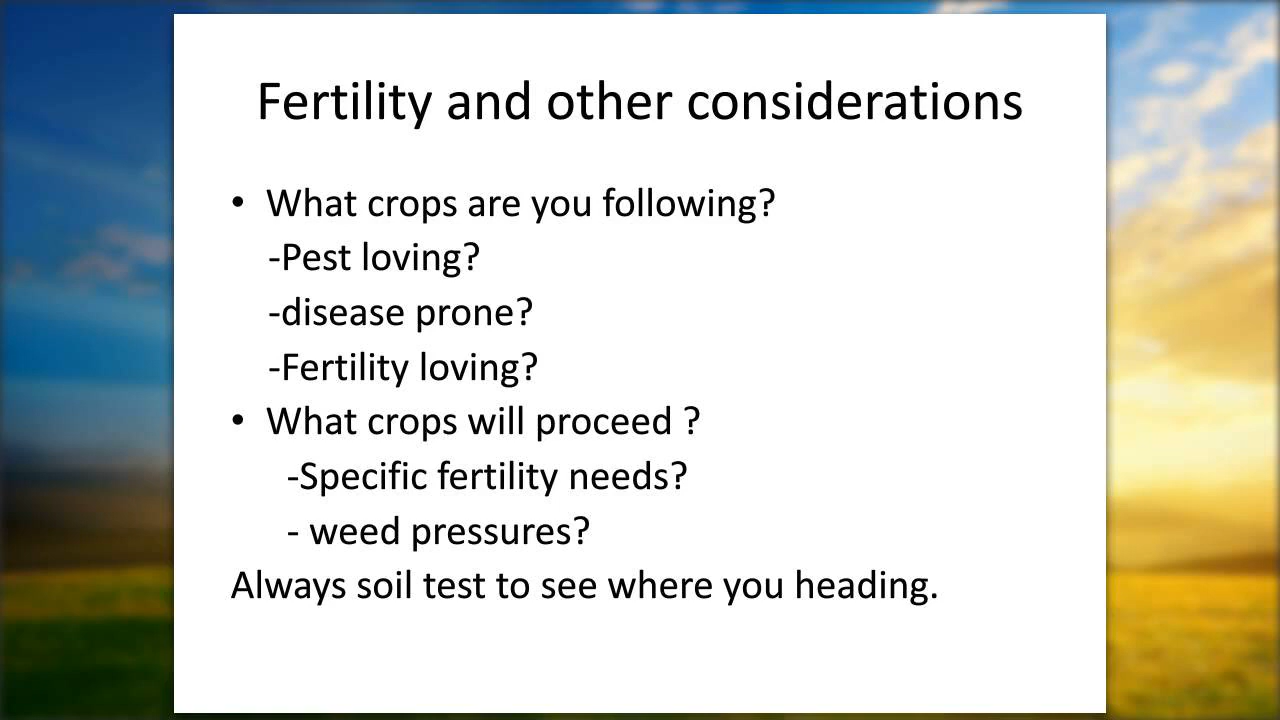 Fertility and other considerations
• What crops are you following?
-Pest loving?
-disease prone?
-Fertility loving?
• What crops will proceed ?
-Specific fertility needs?
- weed pressures?
Always soil test to see where you heading.